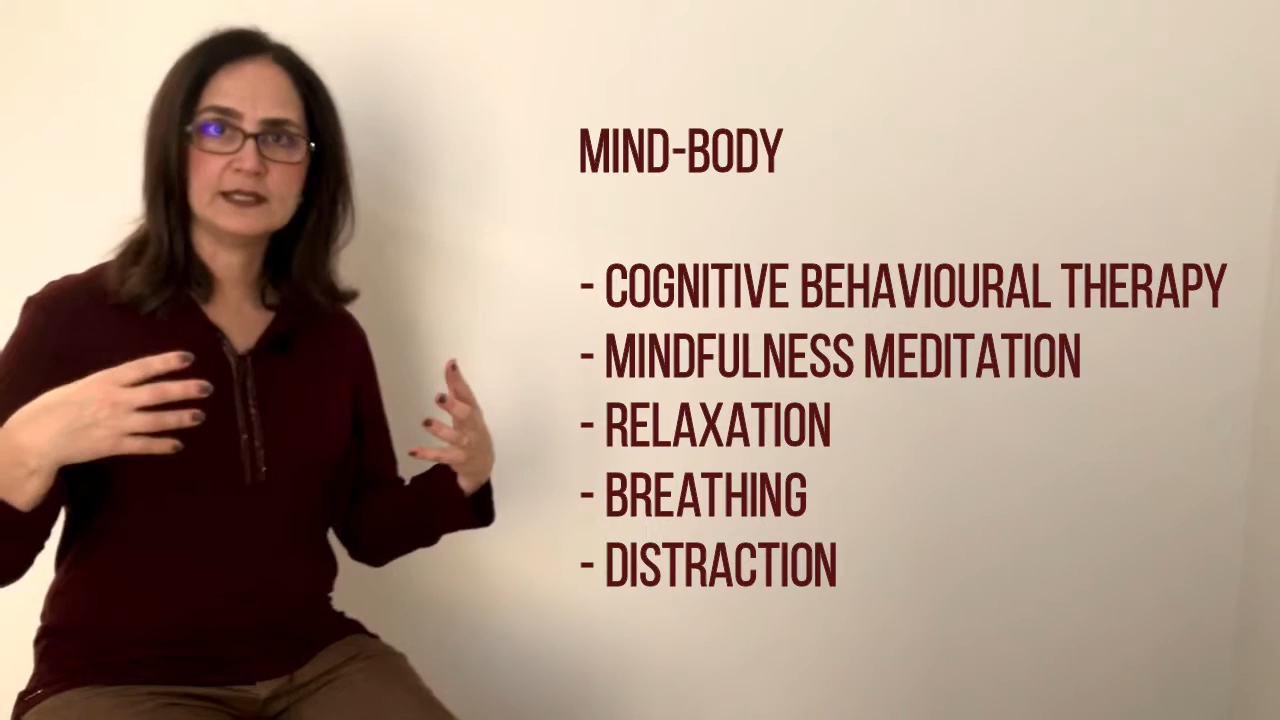 MIND-BODY
- COGNITIVE BEHAVIOURAL THERAPY
- MINDFULNESS MEDITATION
- RELAXATION
- BREATHING
- DISTRACTION